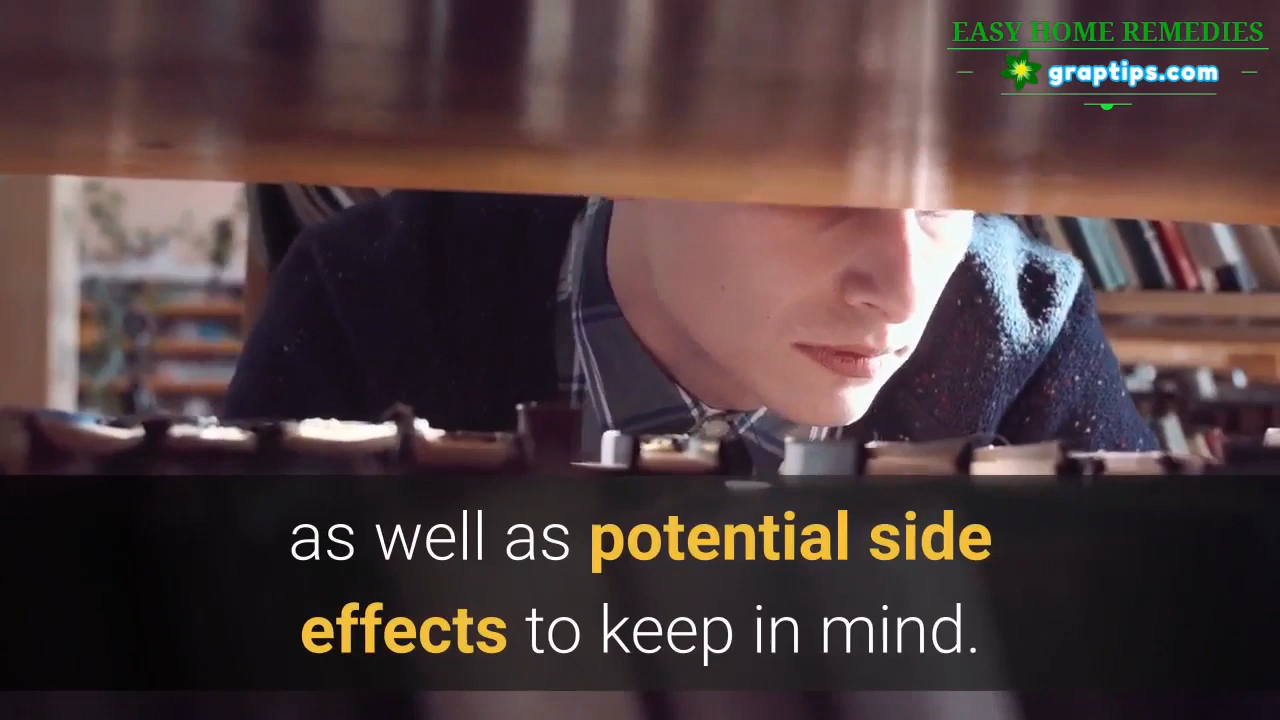 EASY HOME REMEDIES
graptips.com
as well as potential side
effects to keep in mind.